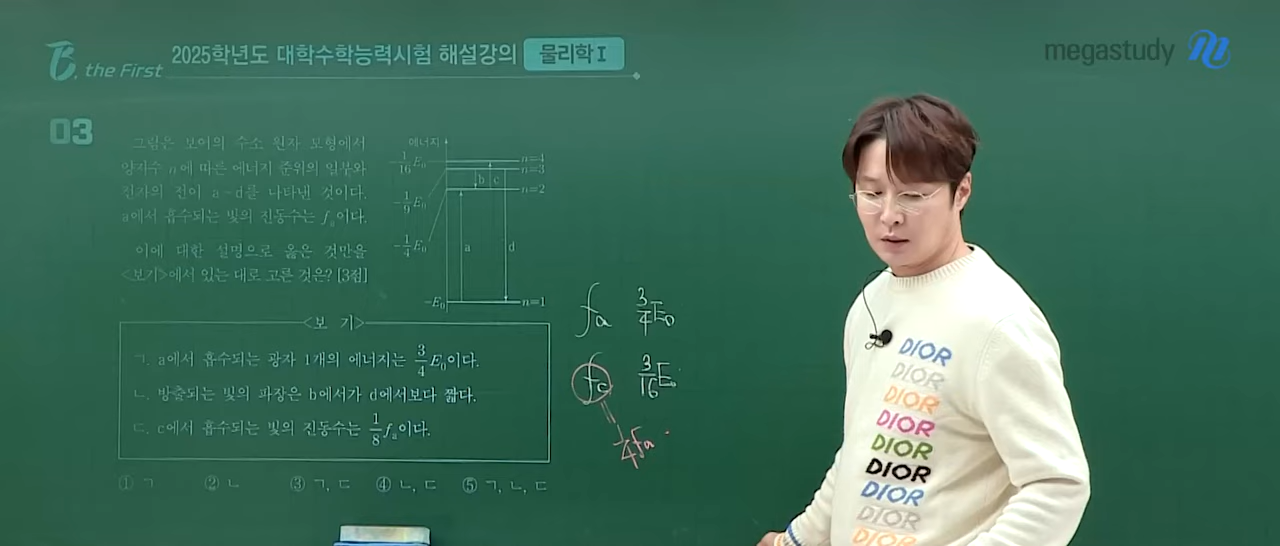 B. the First
2025학년도 대학수학능력시험 해설강의 물리학 I
megastudy
03
그림은 보어의 수소 원자 모형에서
양자수 n에 따른 에너지 준위의 일부와
전자의 전이 a~d를 나타낸 것이다.
a에서 흡수되는 빛의 진동수는 fₐ이다.
이에 대한 설명으로 옳은 것만을
<보기>에서 있는 대로 고른 것은? [3점]
에너지
-1/16 E₀
-1/9 E₀
-1/4 E₀
-E₀
n=4
n=3
n=2
n=1
a
b
c
d
<보 기>
ㄱ. a에서 흡수되는 광자 1개의 에너지는 3/4 E₀이다.
ㄴ. 방출되는 빛의 파장은 b에서가 d에서보다 짧다.
ㄷ. c에서 흡수되는 빛의 진동수는 1/8 fₐ이다.
① ㄱ ② ㄴ ③ ㄱ, ㄷ ④ ㄴ, ㄷ ⑤ ㄱ, ㄴ, ㄷ
fa 3/4 E₀
fc 3/16 E₀
1/4 fa
DIOR
DIOR
DIOR
DIOR
DIOR
DIOR
DIOR
DIOR
DIOR